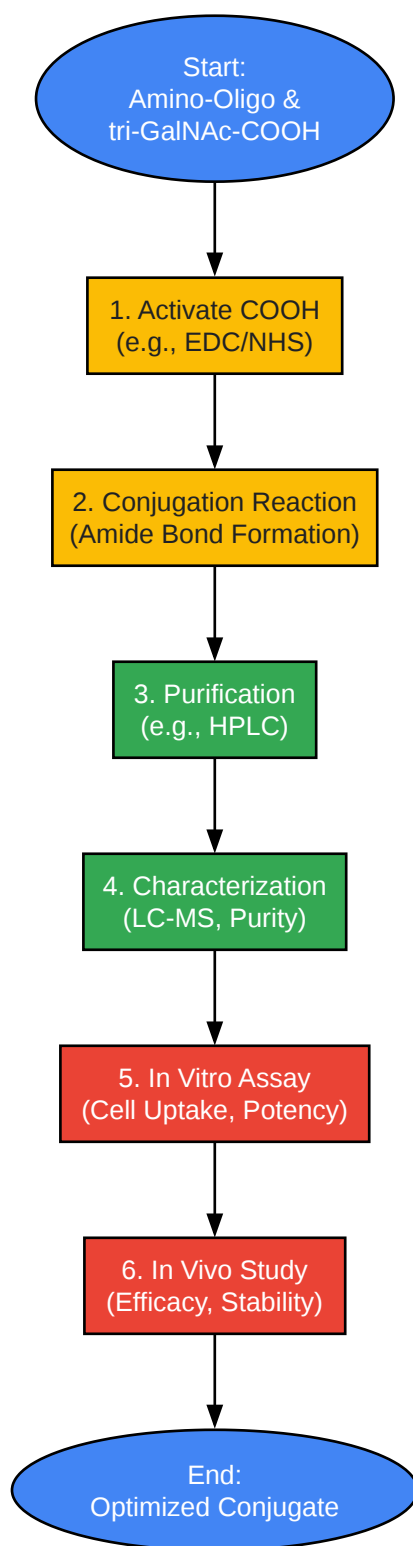 Start:
Amino-Oligo &
tri-GalNAc-COOH
1. Activate COOH
(e.g., EDC/NHS)
2. Conjugation Reaction
(Amide Bond Formation)
3. Purification
(e.g., HPLC)
4. Characterization
(LC-MS, Purity)
5. In Vitro Assay
(Cell Uptake, Potency)
6. In Vivo Study
(Efficacy, Stability)
End:
Optimized Conjugate